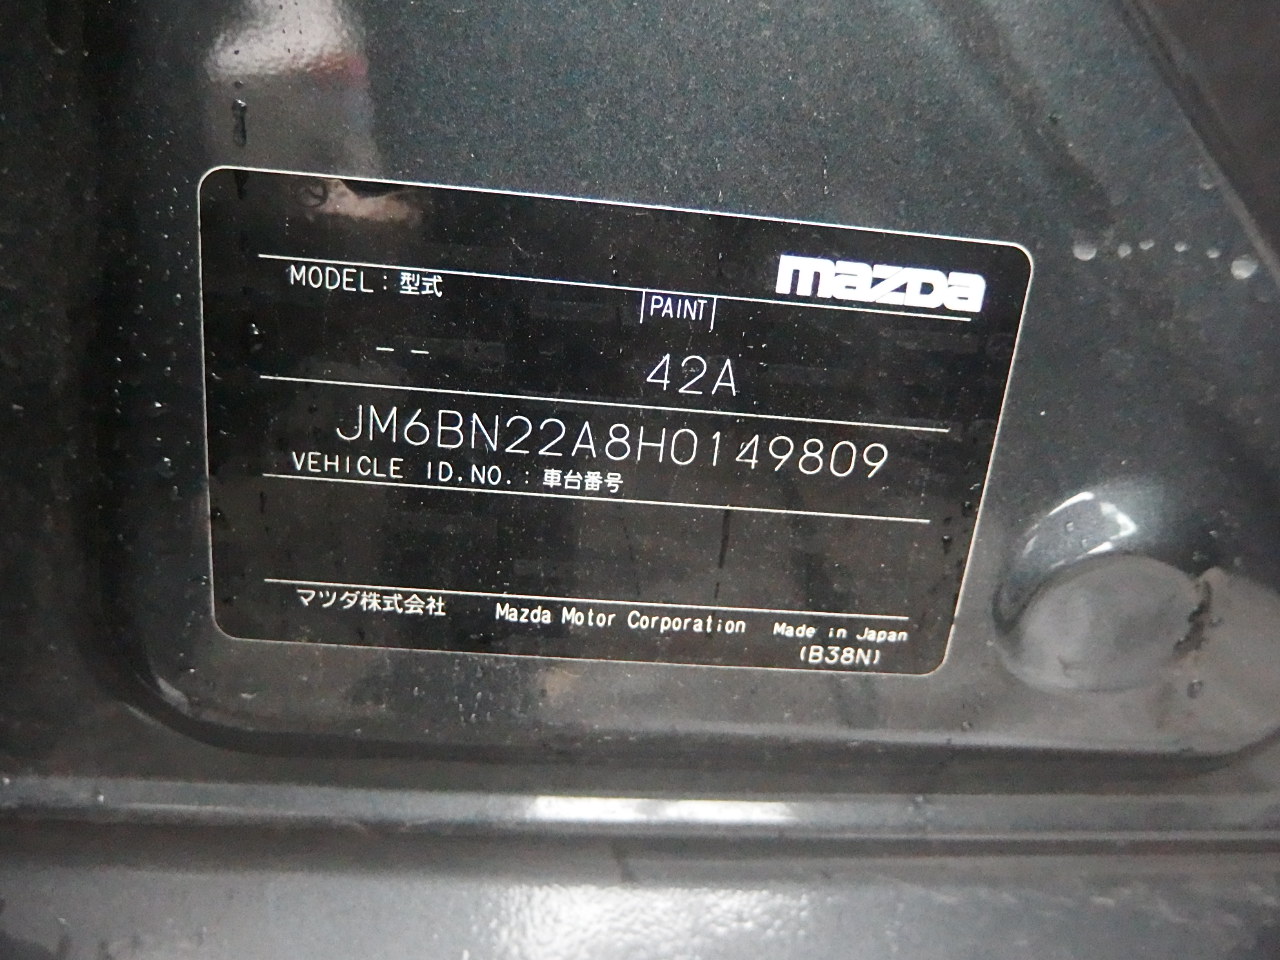 mazda
MODEL : 型式
PAINT
-- 42A
JM6BN22A8H0149809
VEHICLE ID.NO. : 車台番号
マツダ株式会社 Mazda Motor Corporation Made in Japan
(B38N)